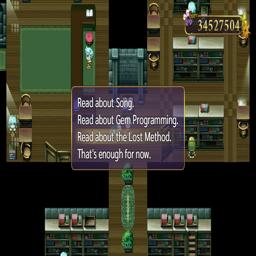 34527504
Read about Song.
Read about Gem Programming.
Read about the Lost Method.
That's enough for now.